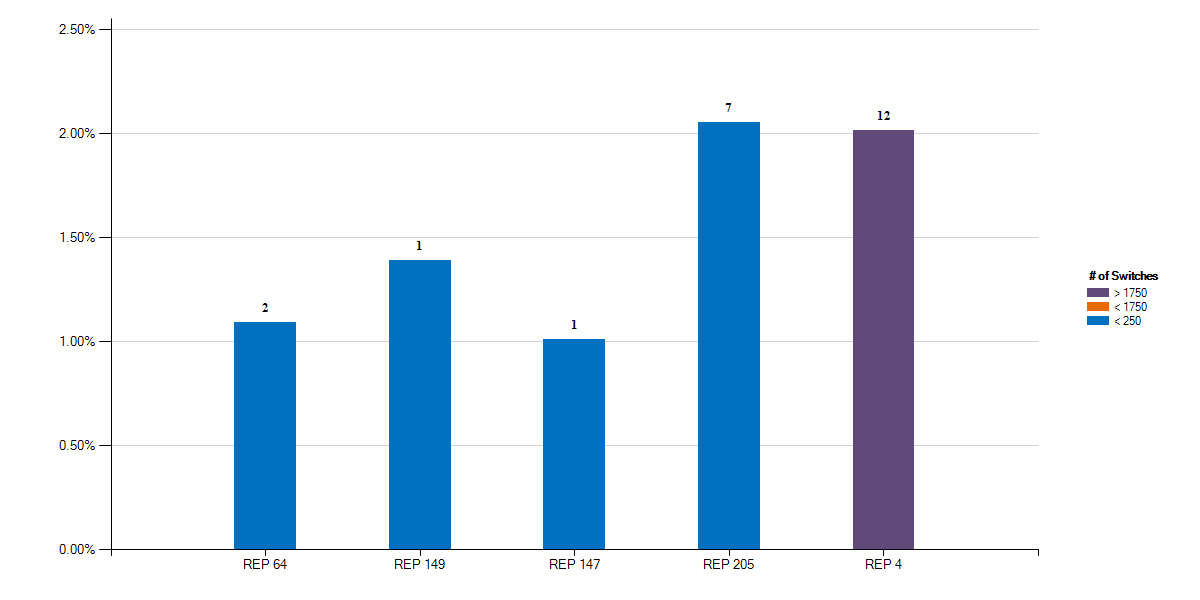 2.50%
2.00%
1.50%
1.00%
0.50%
0.00%
2
1
1
7
12
REP 64
REP 149
REP 147
REP 205
REP 4
# of Switches
> 1750
< 1750
< 250